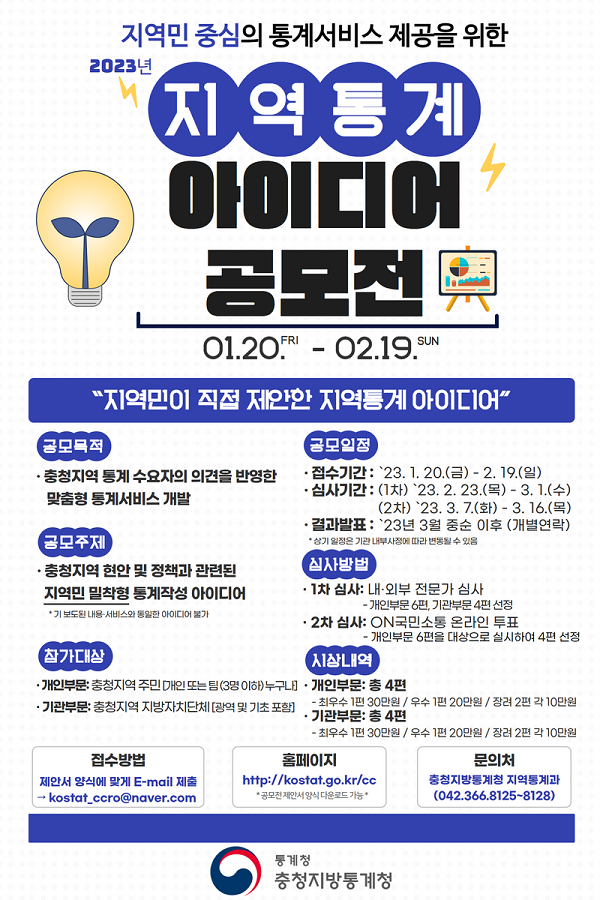 지역민 중심의 통계서비스 제공을 위한
2023년
지역통계
아이디어
공모전
01.20.FRI - 02.19.SUN
"지역민이 직접 제안한 지역통계 아이디어"
공모목적
· 충청지역 통계 수요자의 의견을 반영한
맞춤형 통계서비스 개발
공모주제
· 충청지역 현안 및 정책과 관련된
지역민 밀착형 통계작성 아이디어
* 기 보도된 내용·서비스와 동일한 아이디어 불가
참가대상
· 개인부문: 충청지역 주민 [개인 또는 팀(3명 이하) 누구나]
· 기관부문: 충청지역 지방자치단체 [광역 및 기초 포함]
공모일정
· 접수기간 : `23. 1. 20.(금) - 2. 19.(일)
· 심사기간 : (1차) `23. 2. 23.(목) - 3. 1.(수)
(2차) `23. 3. 7.(화) - 3. 16.(목)
· 결과발표 : `23년 3월 중순 이후 (개별연락)
* 상기 일정은 기관 내부사정에 따라 변동될 수 있음
심사방법
· 1차 심사: 내·외부 전문가 심사
- 개인부문 6편, 기관부문 4편 선정
· 2차 심사: ON국민소통 온라인 투표
- 개인부문 6편을 대상으로 실시하여 4편 선정
시상내역
· 개인부문: 총 4편
- 최우수 1편 30만원 / 우수 1편 20만원 / 장려 2편 각 10만원
· 기관부문: 총 4편
- 최우수 1편 30만원 / 우수 1편 20만원 / 장려 2편 각 10만원
접수방법
제안서 양식에 맞게 E-mail 제출
→ kostat_ccro@naver.com
홈페이지
http://kostat.go.kr/cc
* 공모전 제안서 양식 다운로드 가능 *
문의처
충청지방통계청 지역통계과
(042.366.8125~8128)
통계청
충청지방통계청